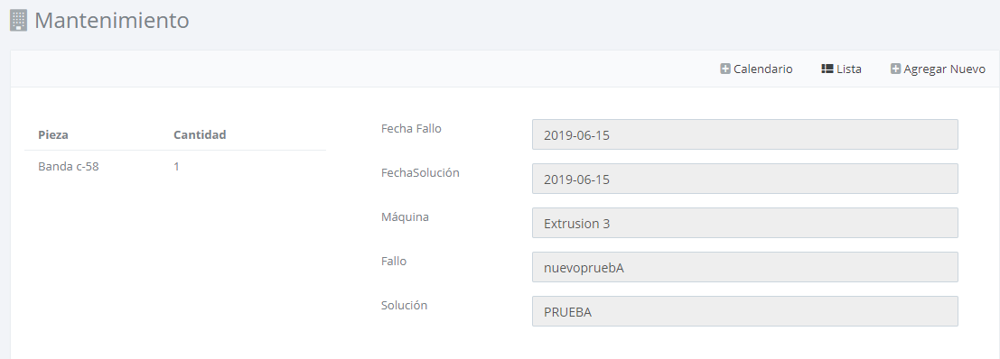 Mantenimiento
Calendario Lista Agregar Nuevo
Pieza Cantidad
Banda c-58 1
Fecha Fallo 2019-06-15
FechaSolución 2019-06-15
Máquina Extrusion 3
Fallo nuevopruebA
Solución PRUEBA